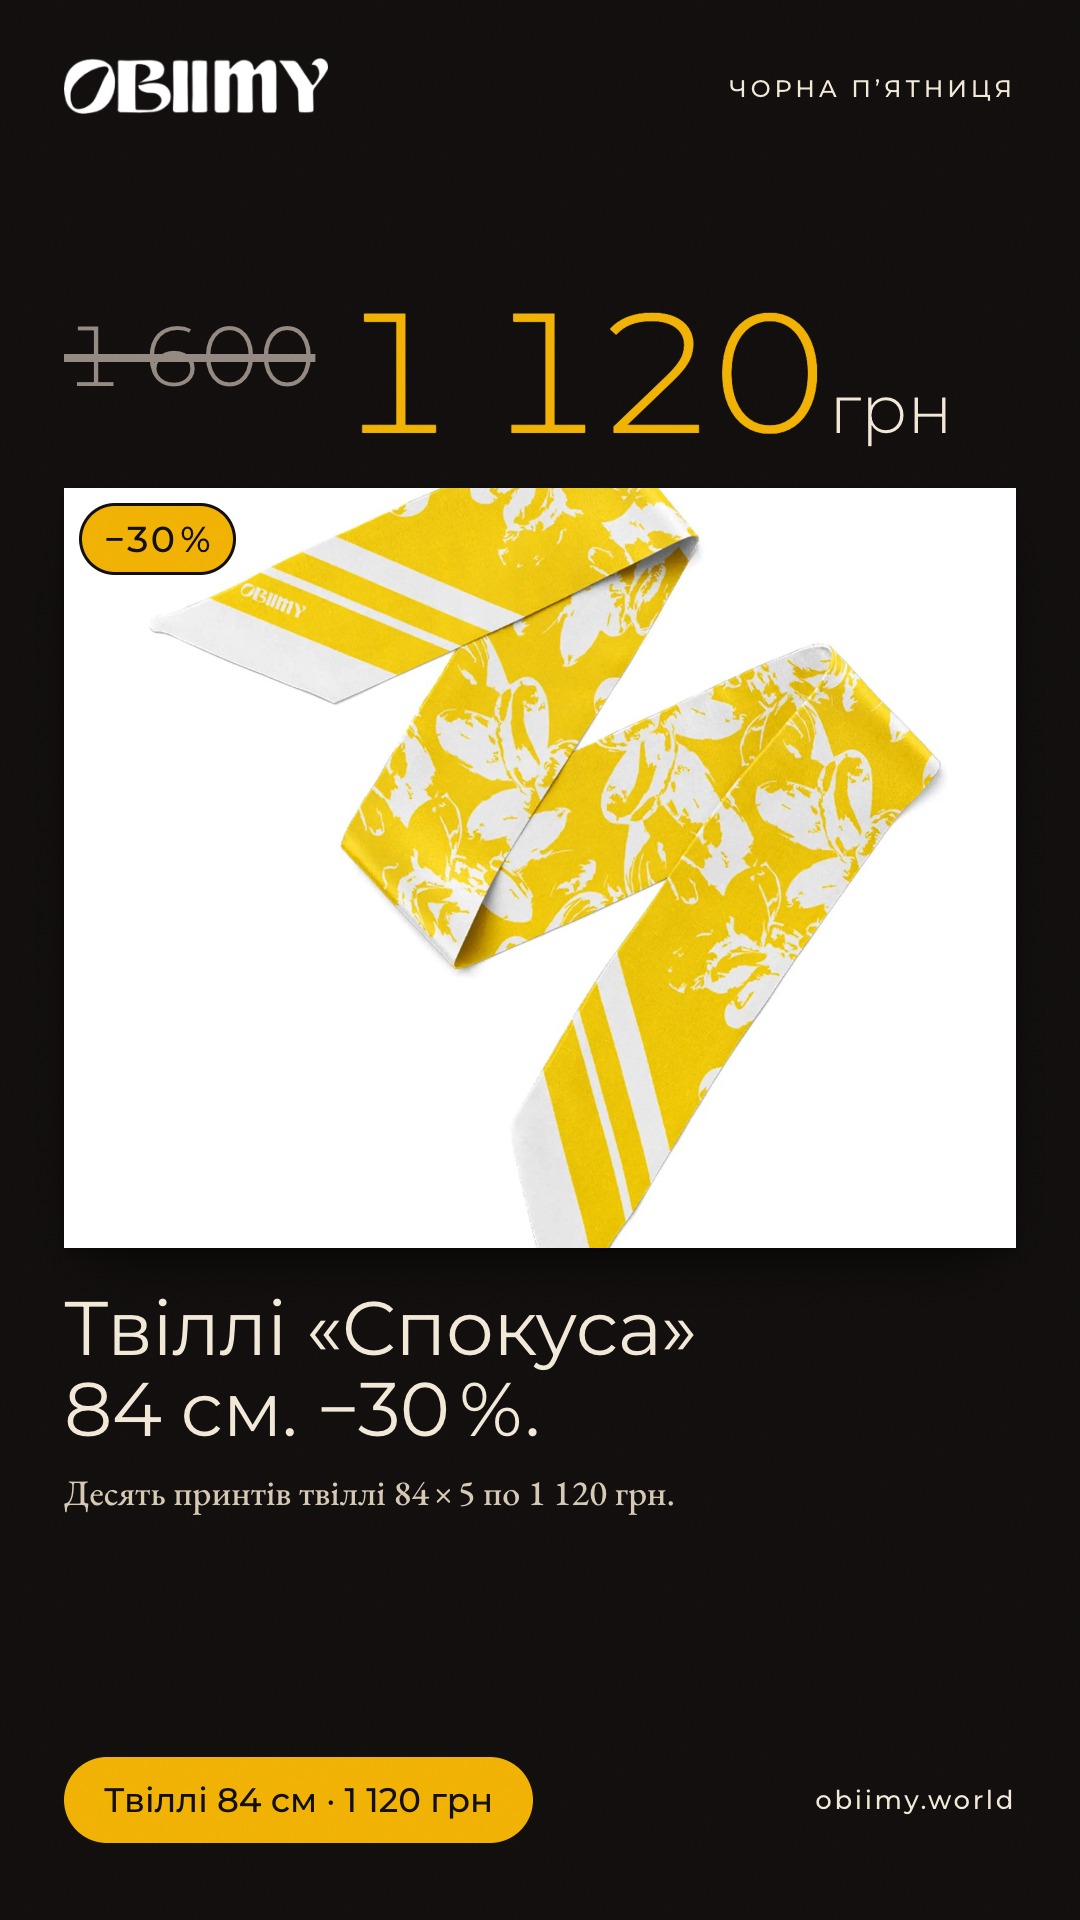 OBIIMY
ЧОРНА П’ЯТНИЦЯ
1 600 1 120 грн
−30 %
OBIIMY
Твіллі «Спокуса»
84 см. −30 %.
Десять принтів твіллі 84 × 5 по 1 120 грн.
Твіллі 84 см · 1 120 грн
obiimy.world